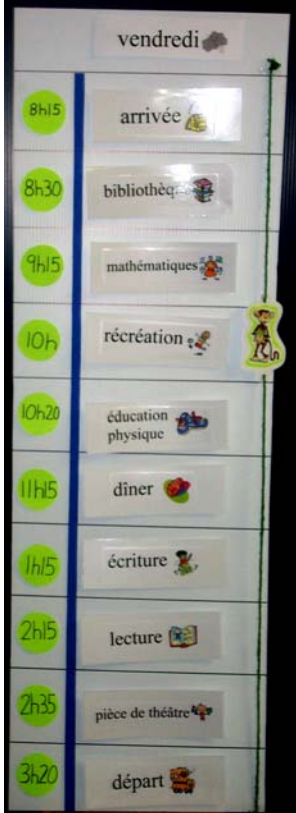 vendredi
8h15 arrivée
8h30 bibliothèque
9h15 mathématiques
10h récréation
10h20 éducation
physique
11h15 dîner
1h15 écriture
2h15 lecture
2h35 pièce de théâtre
3h20 départ